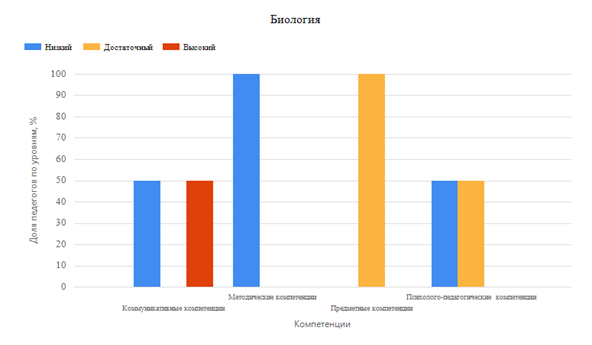 Биология
Низкий Достаточный Высокий
Доля педегогов по уровням, %
100
90
80
70
60
50
40
30
20
10
0
Методические компетенции Психолого-педагогические компетенции
Коммуникативные компетенции Предметные компетенции
Компетенции